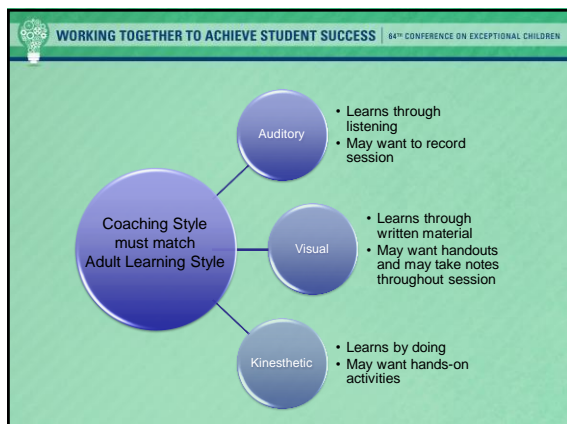 WORKING TOGETHER TO ACHIEVE STUDENT SUCCESS | 64TH CONFERENCE ON EXCEPTIONAL CHILDREN
Coaching Style
must match
Adult Learning Style
Auditory
• Learns through
listening
• May want to record
session
Visual
• Learns through
written material
• May want handouts
and may take notes
throughout session
Kinesthetic
• Learns by doing
• May want hands-on
activities